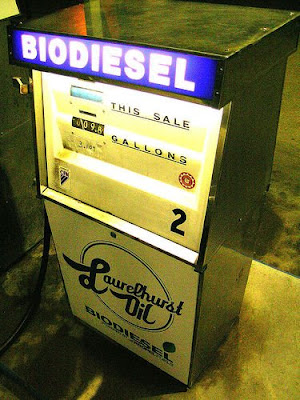 BIODIESEL
THIS SALE
GALLONS
2
Laurelhurst
Oil
BIODIESEL